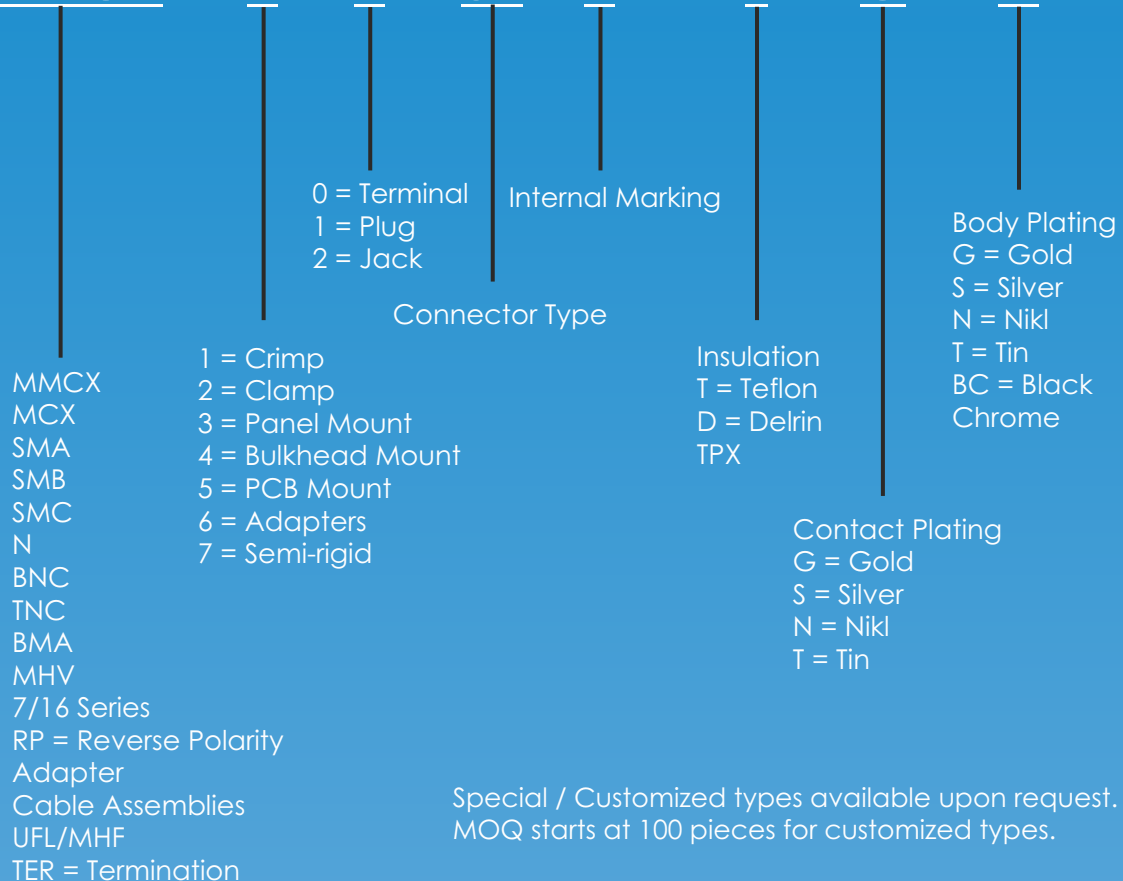 0 = Terminal
1 = Plug
2 = Jack
Internal Marking
Body Plating
G = Gold
S = Silver
N = Nikl
T = Tin
BC = Black
Chrome
Connector Type
1 = Crimp
2 = Clamp
3 = Panel Mount
4 = Bulkhead Mount
5 = PCB Mount
6 = Adapters
7 = Semi-rigid
Insulation
T = Teflon
D = Delrin
TPX
MMCX
MCX
SMA
SMB
SMC
N
BNC
TNC
BMA
MHV
7/16 Series
RP = Reverse Polarity
Adapter
Cable Assemblies
UFL/MHF
TER = Termination
Contact Plating
G = Gold
S = Silver
N = Nikl
T = Tin
Special / Customized types available upon request.
MOQ starts at 100 pieces for customized types.